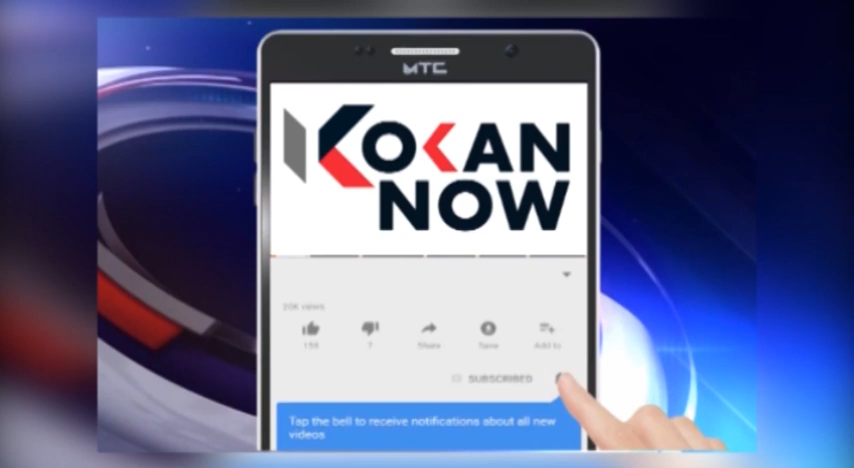 MTC
KOKAN
NOW
20K views
158
7
Share
Save
Add to
SUBSCRIBED
Tap the bell to receive notifications about all new
videos